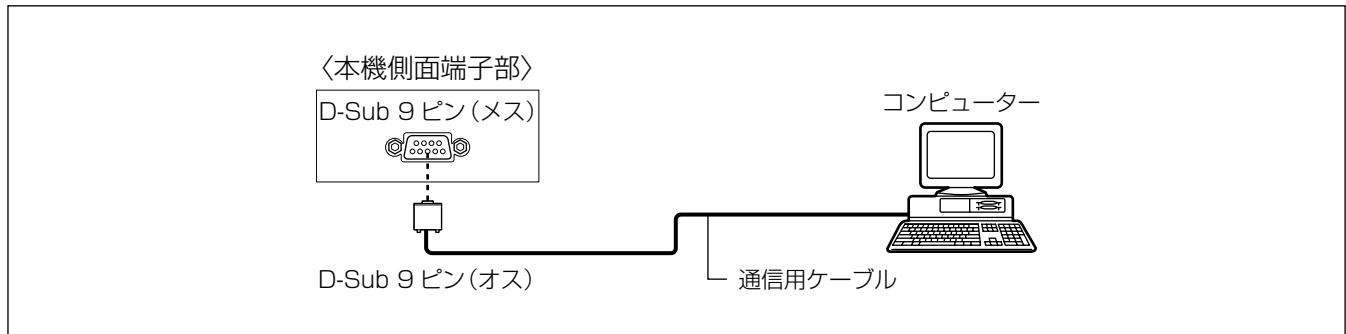 〈本機側面端子部〉
D-Sub 9 ピン(メス)
コンピューター
D-Sub 9 ピン(オス)
通信用ケーブル